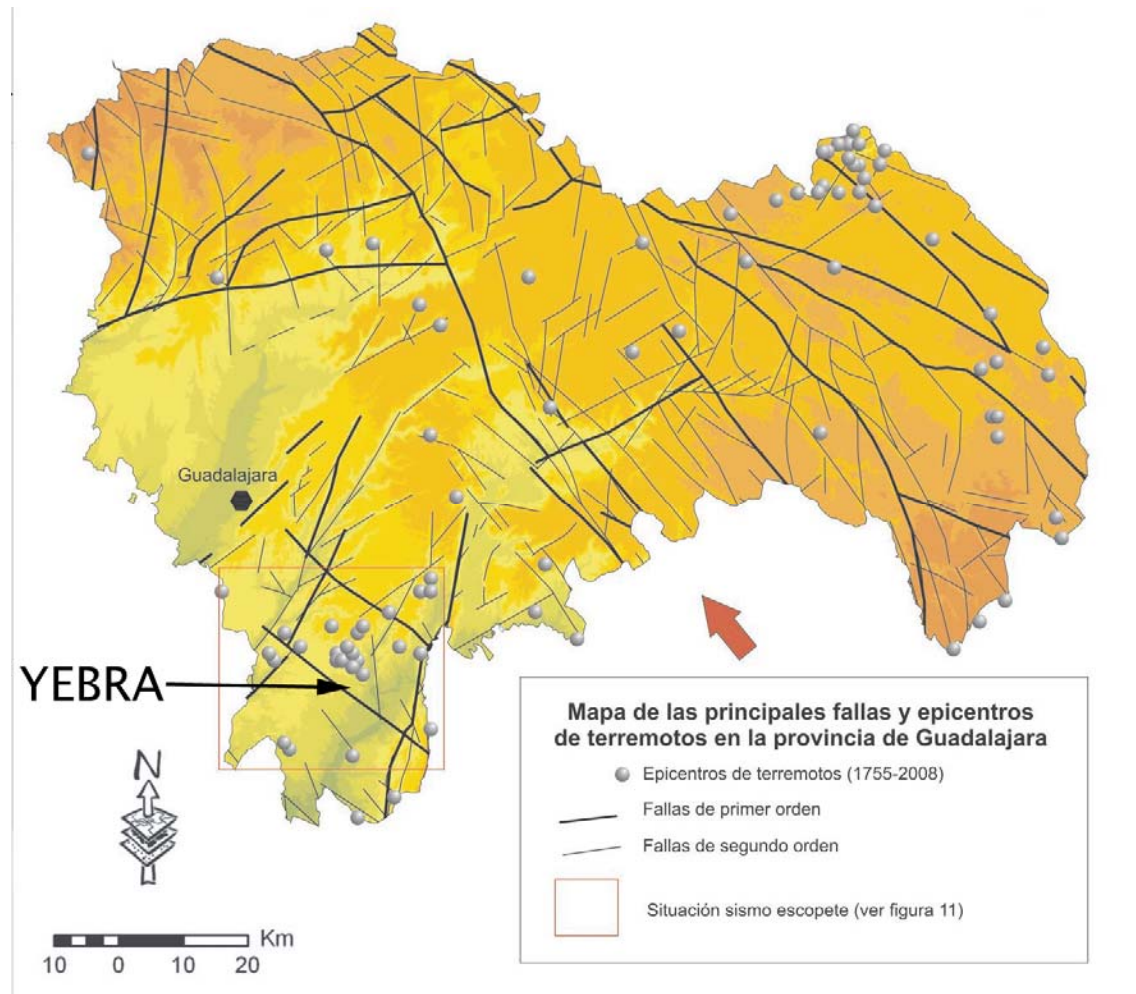 Guadalajara
YEBRA
N
Km
10 0 10 20
Mapa de las principales fallas y epicentros
de terremotos en la provincia de Guadalajara
Epicentros de terremotos (1755-2008)
Fallas de primer orden
Fallas de segundo orden
Situación sismo escopete (ver figura 11)